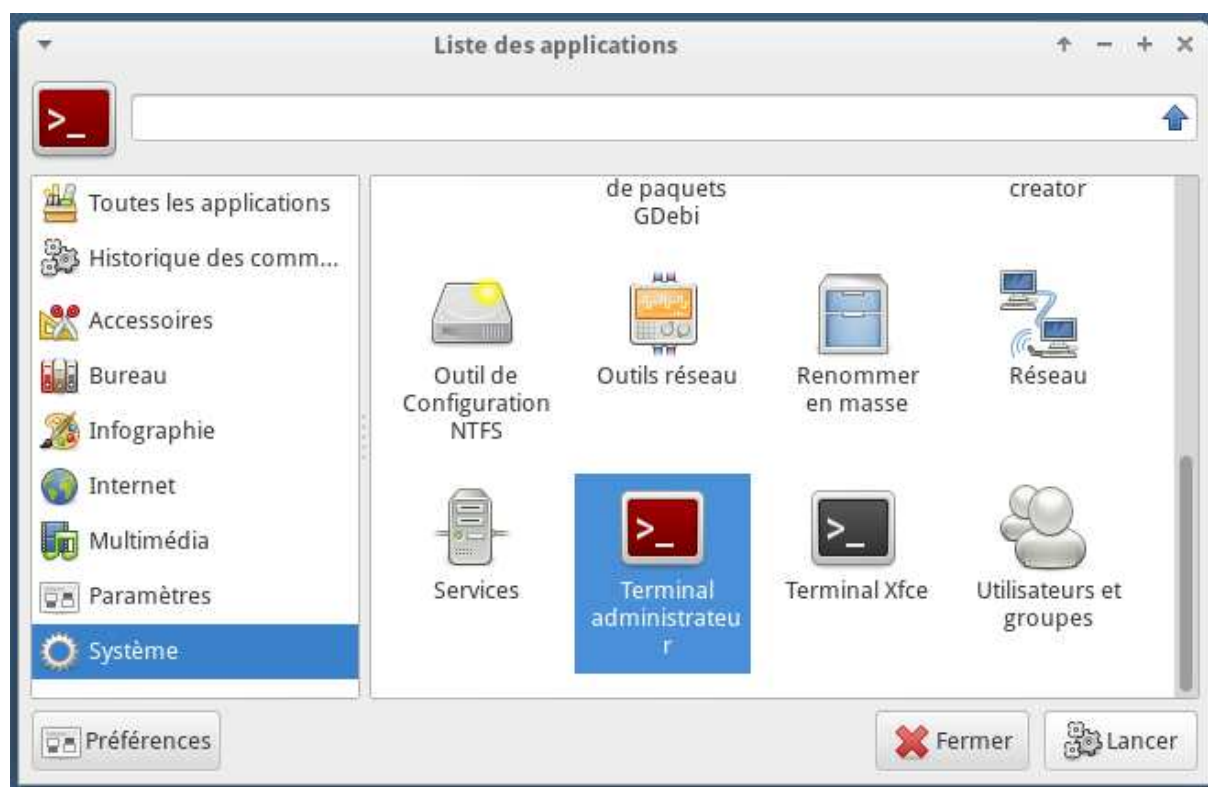 Liste des applications
>_
Toutes les applications
Historique des comm...
Accessoires
Bureau
Infographie
Internet
Multimédia
Paramètres
Système
de paquets
GDebi
creator
Outil de
Configuration
NTFS
Outils réseau
Renommer
en masse
Réseau
Services
>_
Terminal
administrateu
r
>_
Terminal Xfce
Utilisateurs et
groupes
Préférences
Fermer
Lancer